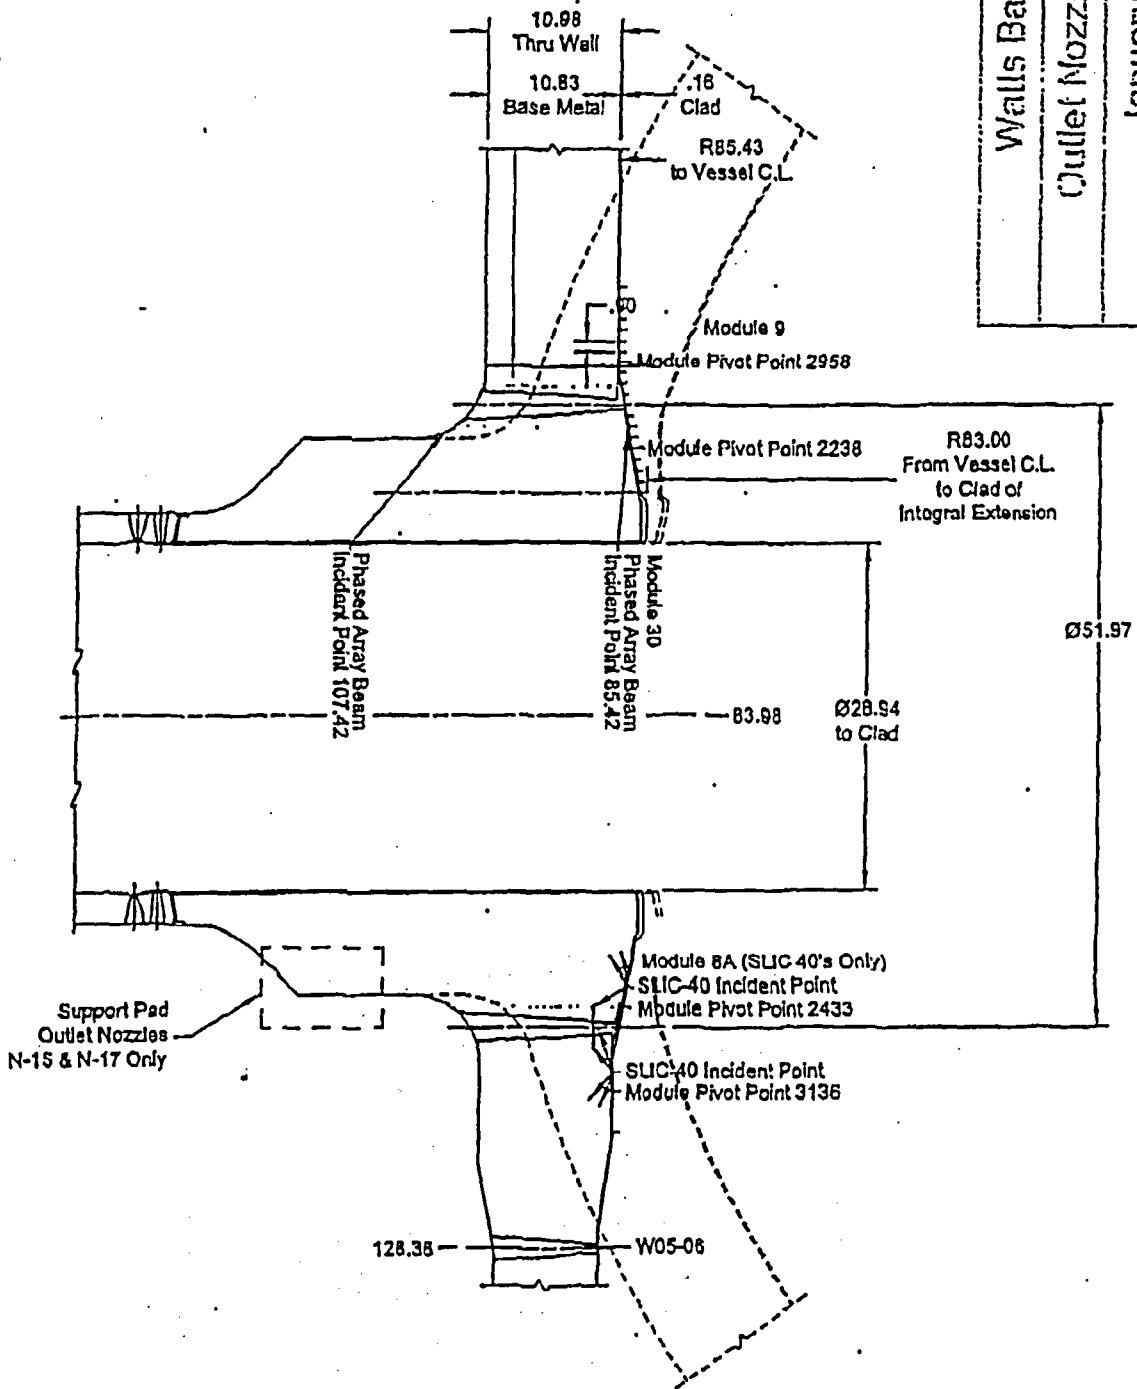 10.98
Thru Wall
10.83
Base Metal
.16
Clad
R85.43
to Vessel C.L.
Walls Ba
Outlet Nozz
Module 9
Module Pivot Point 2958
Module Pivot Point 2238
R83.00
From Vessel C.L.
to Clad of
Integral Extension
Phased Array Beam
Incident Point 107.42
Module 3D
Phased Array Beam
Incident Point 85.42
Ø51.97
83.98
Ø28.94
to Clad
Module 8A (SLIC 40's Only)
SLIC-40 Incident Point
Module Pivot Point 2433
Support Pad
Outlet Nozzles
N-15 & N-17 Only
SLIC-40 Incident Point
Module Pivot Point 3136
128.38
W05-06